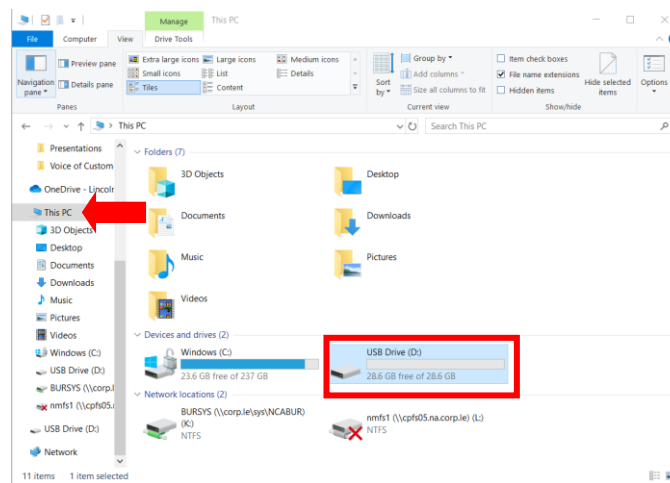 Manage
This PC
File
Computer
View
Drive Tools
Navigation
pane
Preview pane
Details pane
Panes
Extra large icons
Large icons
Medium icons
Small icons
List
Details
Tiles
Content
Layout
Sort
by
Group by
Add columns
Size all columns to fit
Current view
Item check boxes
File name extensions
Hidden items
Hide selected
items
Show/hide
Options
This PC
Search This PC
Presentations
Voice of Custom
OneDrive - Lincoln
This PC
3D Objects
Desktop
Documents
Downloads
Music
Pictures
Videos
Windows (C:)
USB Drive (D:)
BURSYS (\\corp.l
nmfs1 (\\cpfs05.
USB Drive (D:)
Network
Folders (7)
3D Objects
Desktop
Documents
Downloads
Music
Pictures
Videos
Devices and drives (2)
Windows (C:)
23.6 GB free of 237 GB
USB Drive (D:)
28.6 GB free of 28.6 GB
Network locations (2)
BURSYS (\\corp.le\sys\NCABUR)
(K:)
NTFS
nmfs1 (\\cpfs05.na.corp.le) (L:)
NTFS
11 items
1 item selected